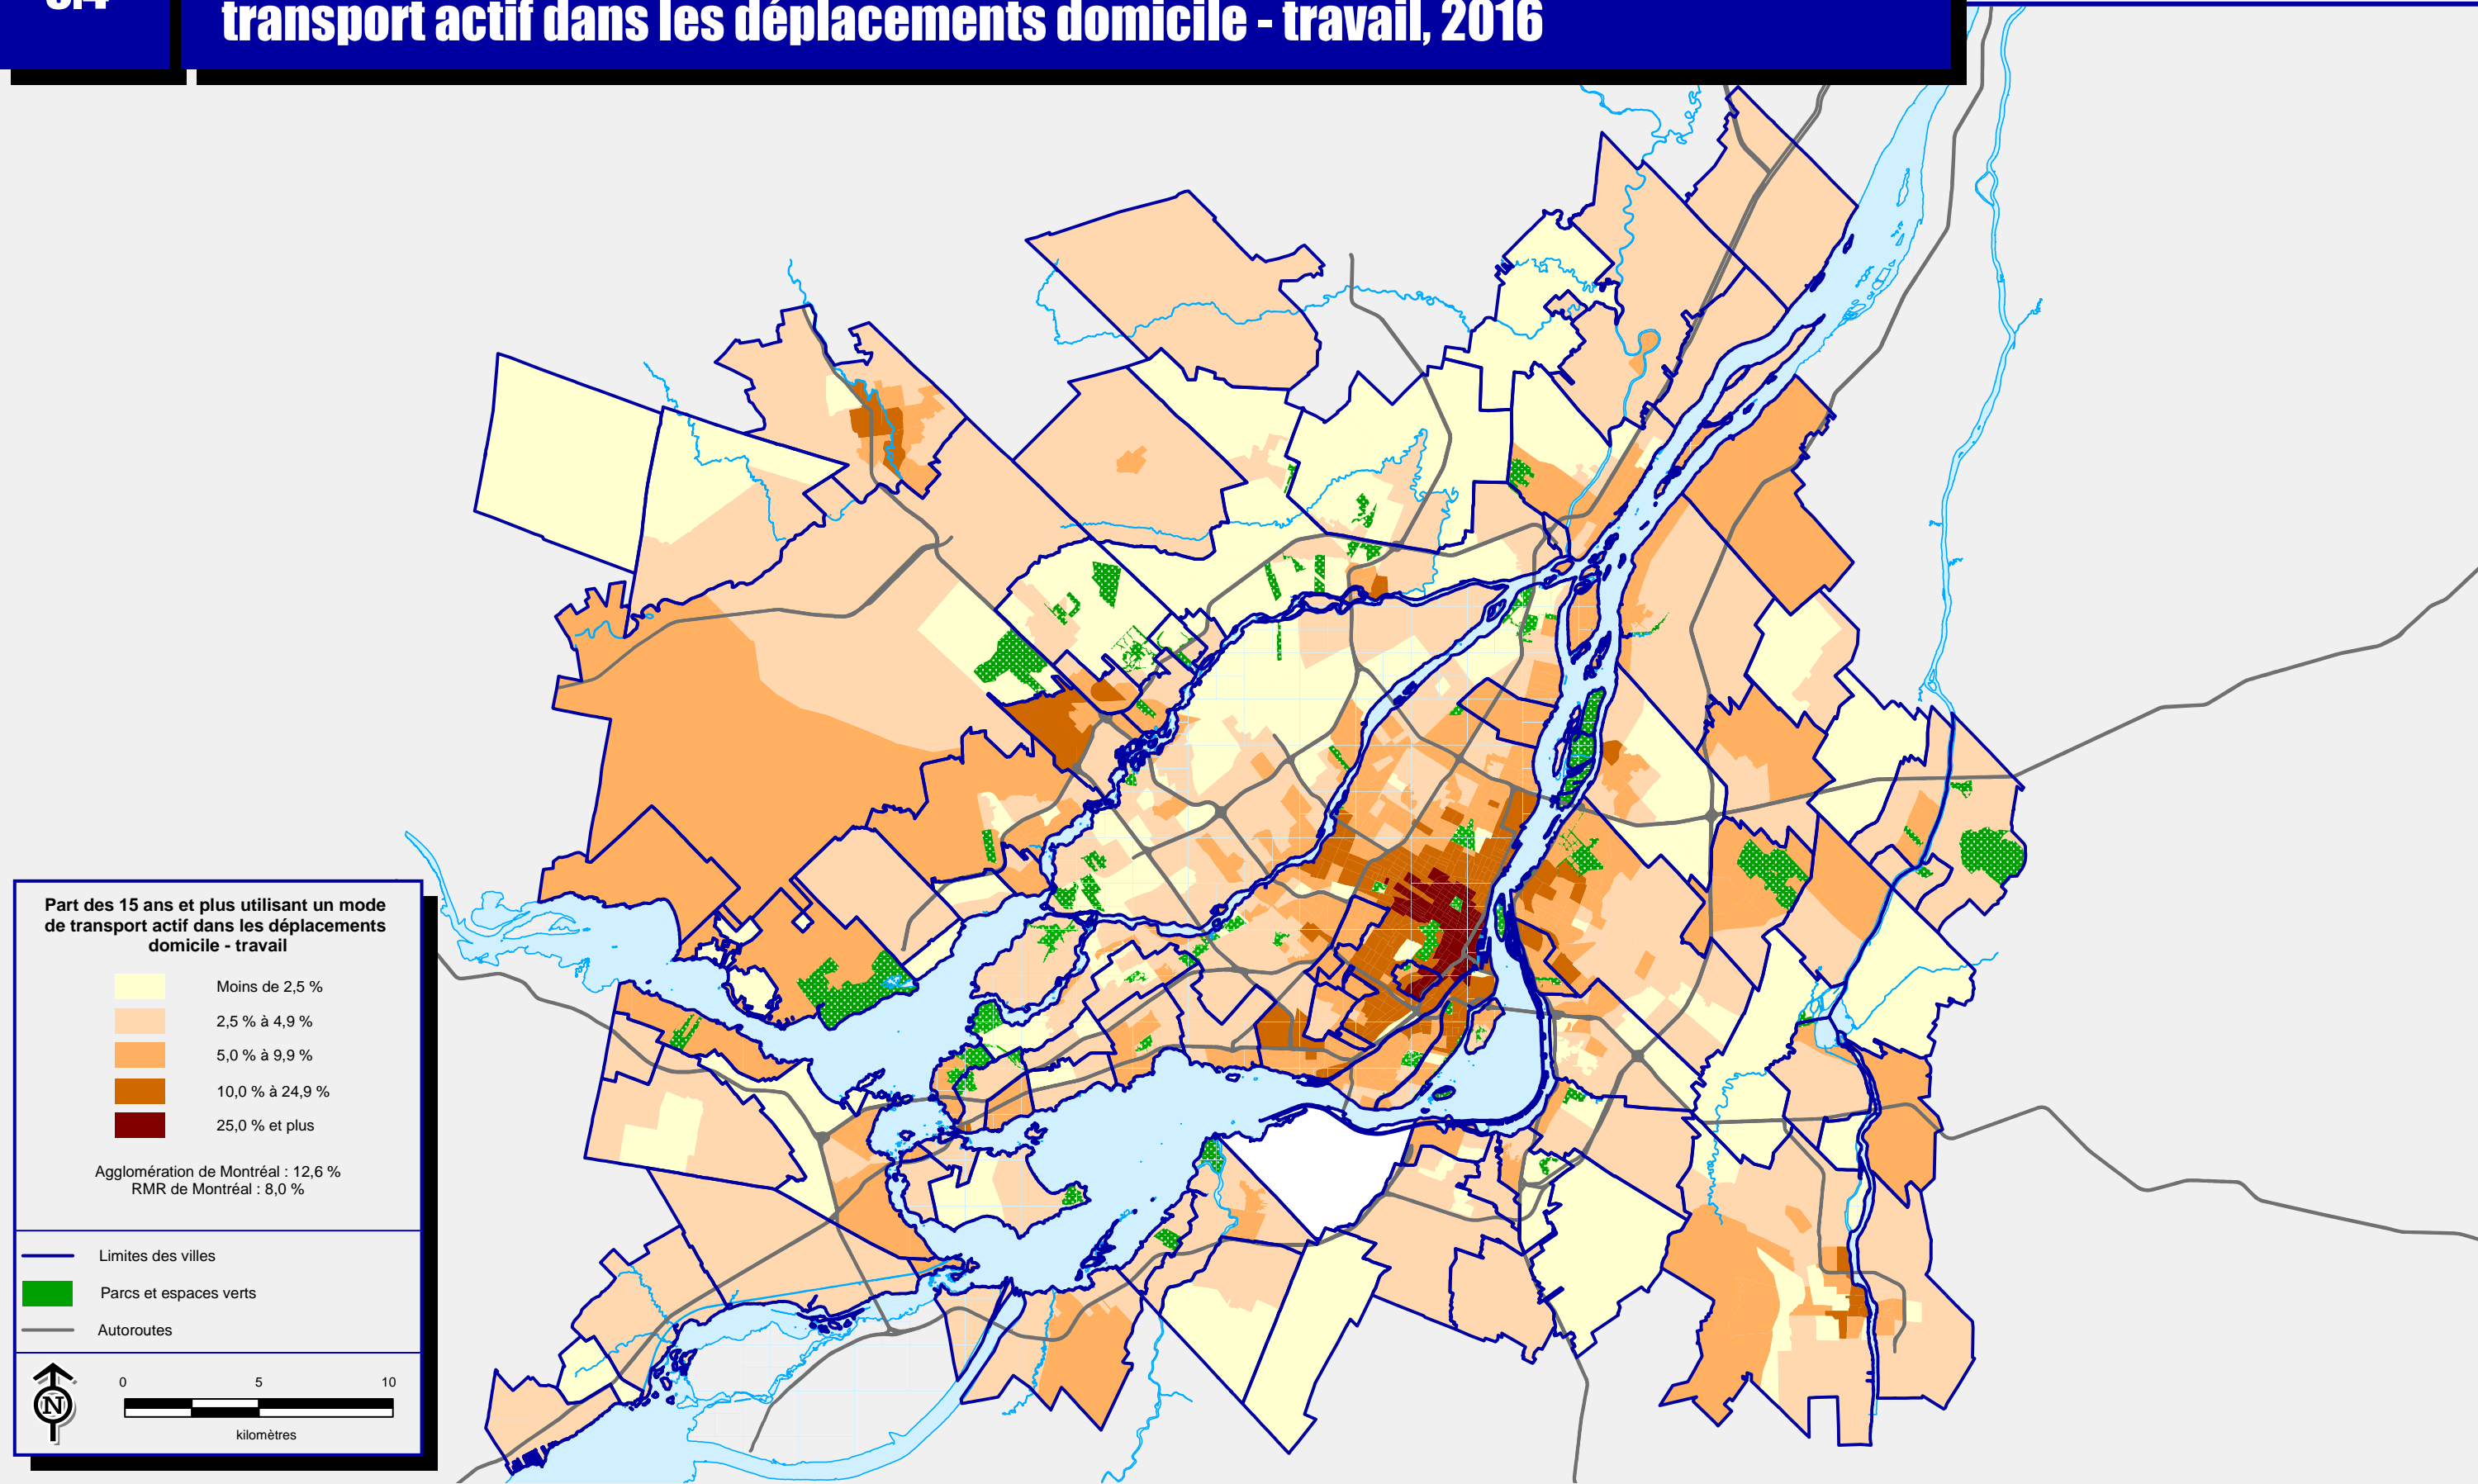 5.4
transport actif dans les déplacements domicile - travail, 2016
Part des 15 ans et plus utilisant un mode
de transport actif dans les déplacements
domicile - travail
Moins de 2,5 %
2,5 % à 4,9 %
5,0 % à 9,9 %
10,0 % à 24,9 %
25,0 % et plus
Agglomération de Montréal : 12,6 %
RMR de Montréal : 8,0 %
Limites des villes
Parcs et espaces verts
Autoroutes
N
0 5 10
kilomètres